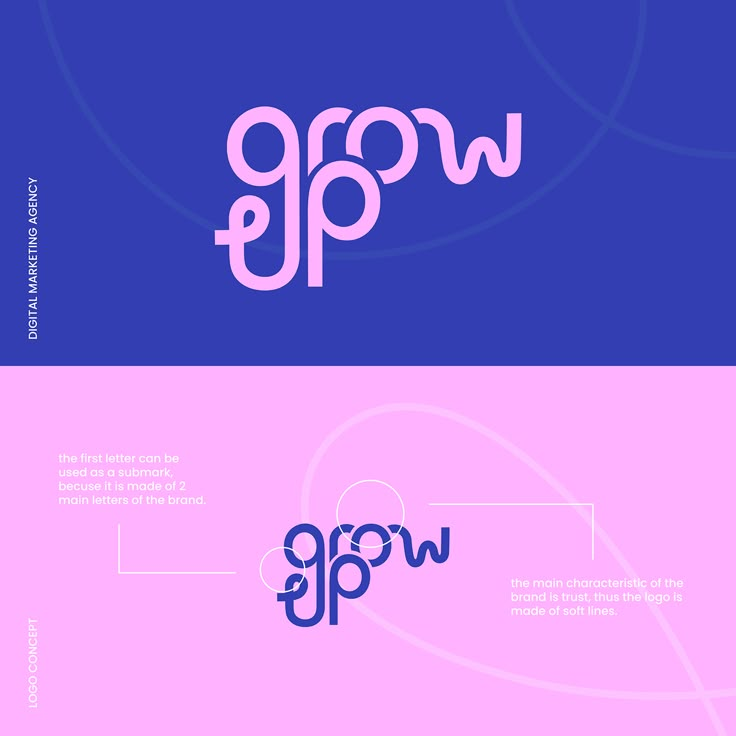 grow
up
DIGITAL MARKETING AGENCY
the first letter can be
used as a submark,
becuse it is made of 2
main letters of the brand.
grow
up
the main characteristic of the
brand is trust, thus the logo is
made of soft lines.
LOGO CONCEPT